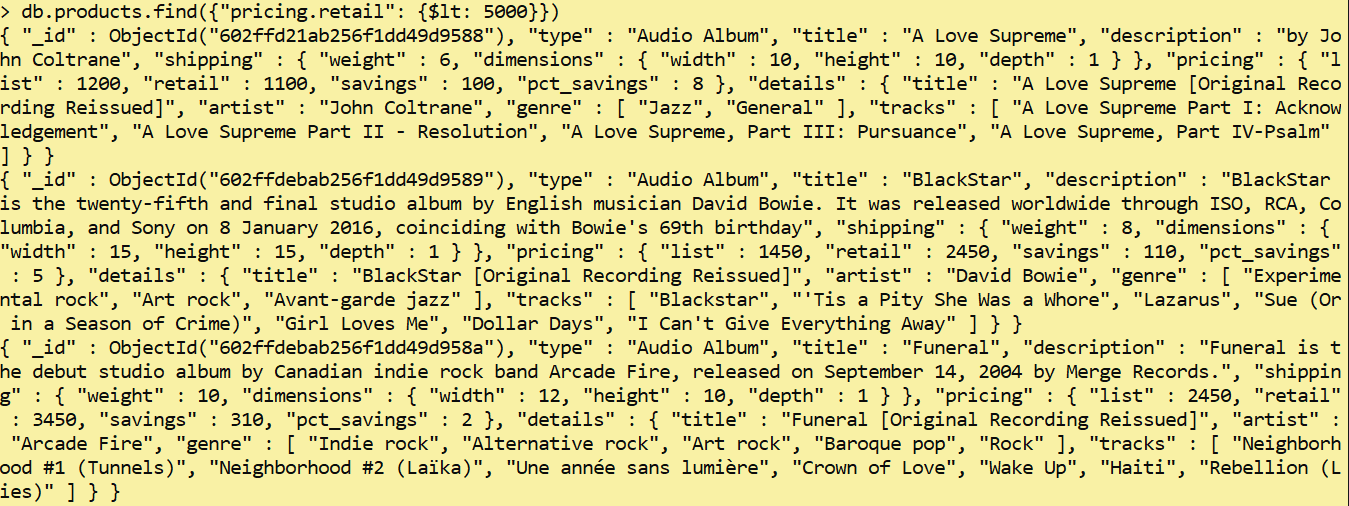 > db.products.find({"pricing.retail": {$lt: 5000}})
{ "_id" : ObjectId("602ffd21ab256f1dd49d9588"), "type" : "Audio Album", "title" : "A Love Supreme", "description" : "by Jo
hn Coltrane", "shipping" : { "weight" : 6, "dimensions" : { "width" : 10, "height" : 10, "depth" : 1 } }, "pricing" : { "l
ist" : 1200, "retail" : 1100, "savings" : 100, "pct_savings" : 8 }, "details" : { "title" : "A Love Supreme [Original Reco
rding Reissued]", "artist" : "John Coltrane", "genre" : [ "Jazz", "General" ], "tracks" : [ "A Love Supreme Part I: Acknow
ledgement", "A Love Supreme Part II - Resolution", "A Love Supreme, Part III: Pursuance", "A Love Supreme, Part IV-Psalm"
] } }
{ "_id" : ObjectId("602ffdebab256f1dd49d9589"), "type" : "Audio Album", "title" : "BlackStar", "description" : "BlackStar
is the twenty-fifth and final studio album by English musician David Bowie. It was released worldwide through ISO, RCA, Co
lumbia, and Sony on 8 January 2016, coinciding with Bowie's 69th birthday", "shipping" : { "weight" : 8, "dimensions" : {
"width" : 15, "height" : 15, "depth" : 1 } }, "pricing" : { "list" : 1450, "retail" : 2450, "savings" : 110, "pct_savings"
: 5 }, "details" : { "title" : "BlackStar [Original Recording Reissued]", "artist" : "David Bowie", "genre" : [ "Experime
ntal rock", "Art rock", "Avant-garde jazz" ], "tracks" : [ "Blackstar", "'Tis a Pity She Was a Whore", "Lazarus", "Sue (Or
in a Season of Crime)", "Girl Loves Me", "Dollar Days", "I Can't Give Everything Away" ] } }
{ "_id" : ObjectId("602ffdebab256f1dd49d958a"), "type" : "Audio Album", "title" : "Funeral", "description" : "Funeral is t
he debut studio album by Canadian indie rock band Arcade Fire, released on September 14, 2004 by Merge Records.", "shippin
g" : { "weight" : 10, "dimensions" : { "width" : 12, "height" : 10, "depth" : 1 } }, "pricing" : { "list" : 2450, "retail"
: 3450, "savings" : 310, "pct_savings" : 2 }, "details" : { "title" : "Funeral [Original Recording Reissued]", "artist" :
"Arcade Fire", "genre" : [ "Indie rock", "Alternative rock", "Art rock", "Baroque pop", "Rock" ], "tracks" : [ "Neighborh
ood #1 (Tunnels)", "Neighborhood #2 (Laïka)", "Une année sans lumière", "Crown of Love", "Wake Up", "Haiti", "Rebellion (L
ies)" ] } }